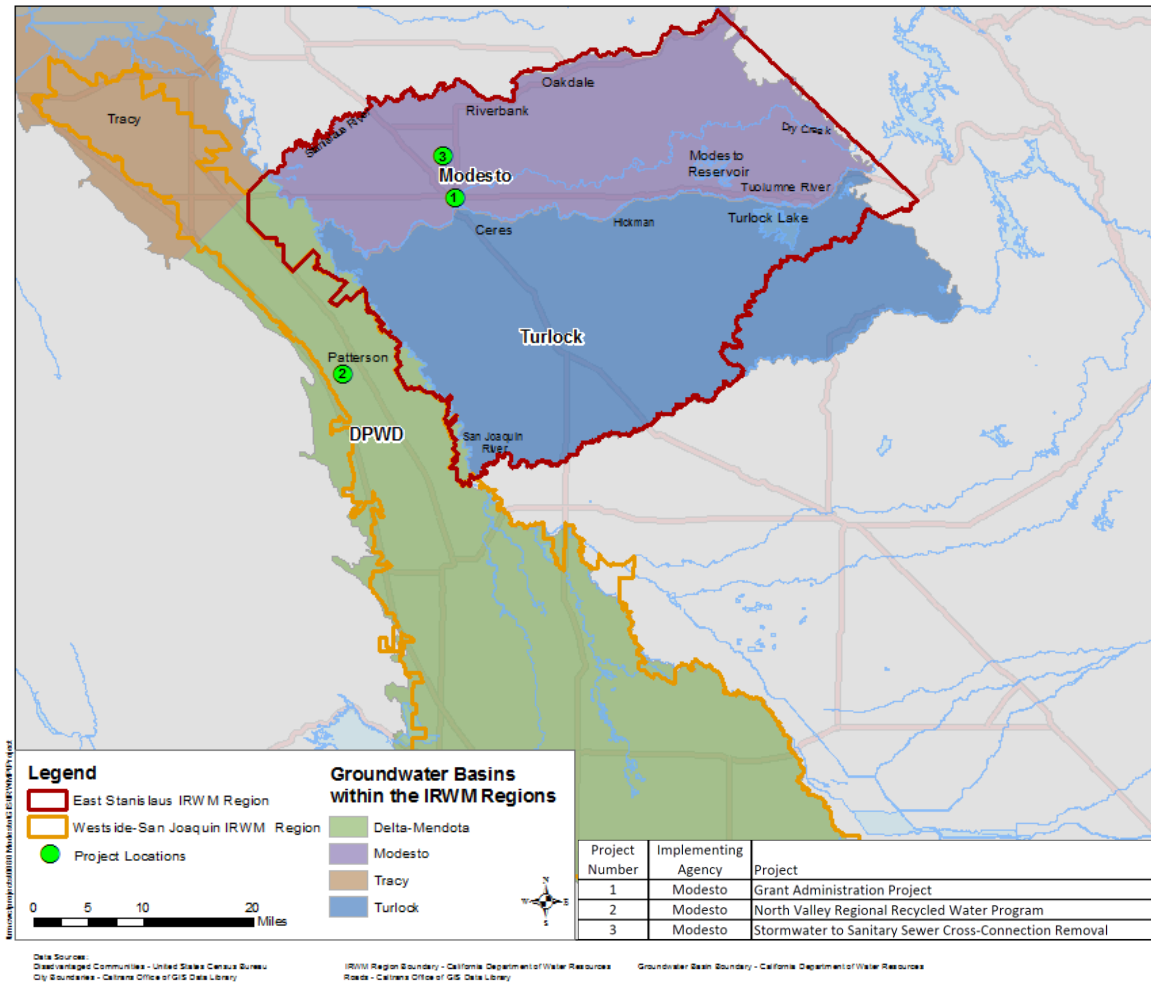 Oakdale
Riverbank
Tracy
Stanislaus River
Dry Creek
3
Modesto
Modesto
Reservoir
Tuolumne River
1
Ceres
Hickman
Turlock Lake
Turlock
Patterson
2
DPWD
San Joaquin
River
Legend
East Stanislaus IRWM Region
Westside-San Joaquin IRWM Region
Project Locations
0 5 10 20
Miles
Groundwater Basins
within the IRWM Regions
Delta-Mendota
Modesto
Tracy
Turlock
N
W E
S
Project Number Implementing Agency Project
1 Modesto Grant Administration Project
2 Modesto North Valley Regional Recycled Water Program
3 Modesto Stormwater to Sanitary Sewer Cross-Connection Removal
Data Sources:
Disadvantaged Communities - United States Census Bureau
City Boundaries - Caltrans Office of GIS Data Library
IRWM Region Boundary - California Department of Water Resources
Roads - Caltrans Office of GIS Data Library
Groundwater Basin Boundary - California Department of Water Resources